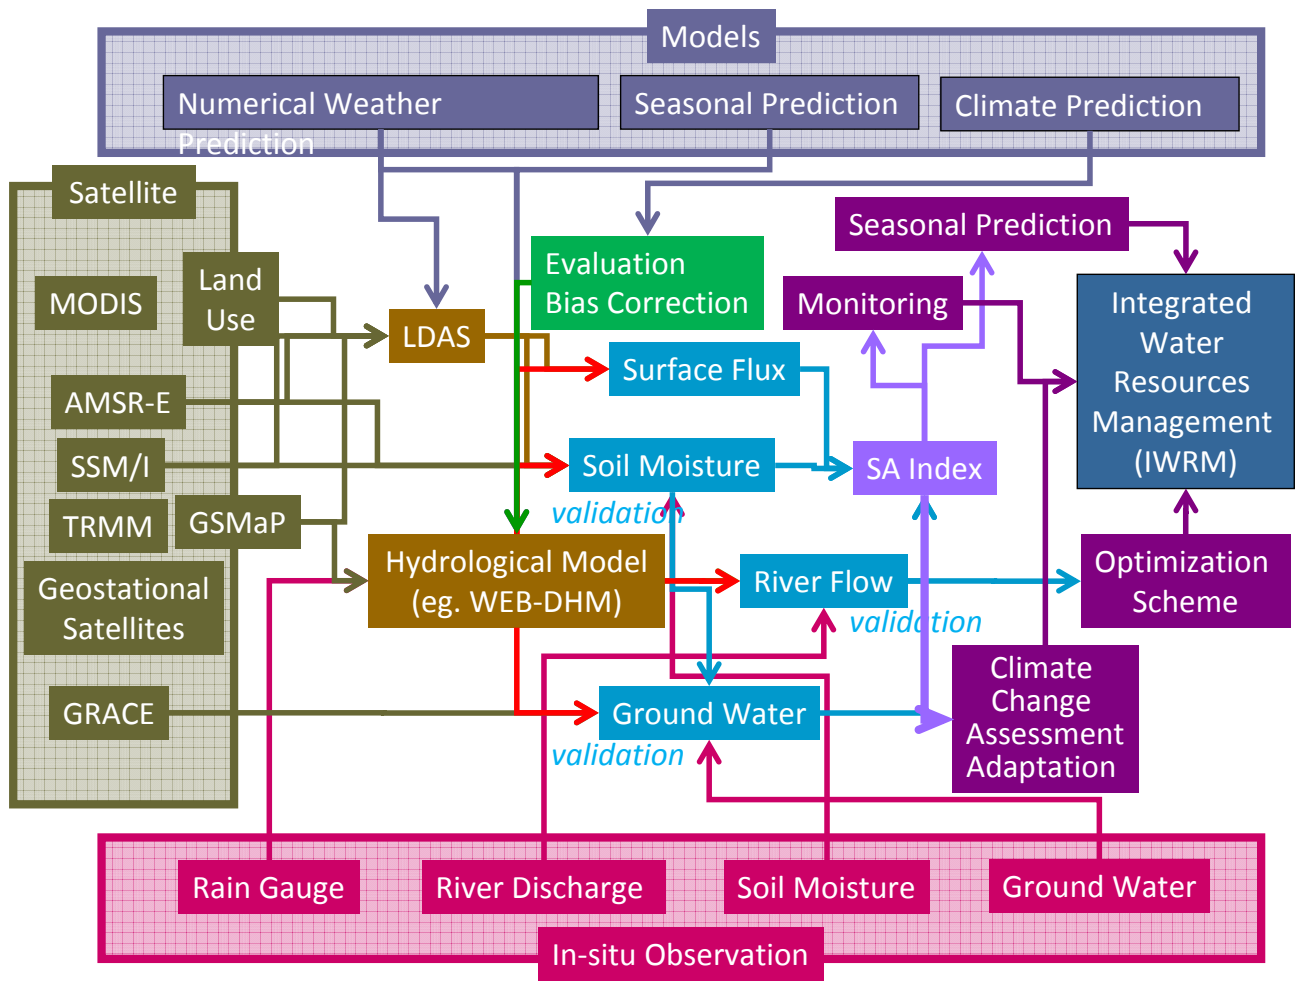 Models
Numerical Weather
Prediction
Seasonal Prediction
Climate Prediction
Satellite
Land
Use
MODIS
AMSR-E
SSM/I
TRMM
GSMaP
Geostational
Satellites
GRACE
LDAS
Evaluation
Bias Correction
Seasonal Prediction
Monitoring
Integrated
Water
Resources
Management
(IWRM)
Surface Flux
Soil Moisture
SA Index
validation
Hydrological Model
(eg. WEB-DHM)
River Flow
validation
Optimization
Scheme
Ground Water
validation
Climate
Change
Assessment
Adaptation
Rain Gauge
River Discharge
Soil Moisture
Ground Water
In-situ Observation